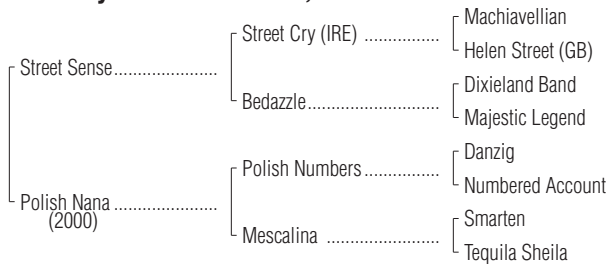 Machiavellian
Street Cry (IRE) ................
Helen Street (GB)
Street Sense......................
Dixieland Band
Bedazzle............................
Majestic Legend
Danzig
Polish Numbers................
Numbered Account
Polish Nana ......................
(2000)
Smarten
Mescalina ........................
Tequila Sheila